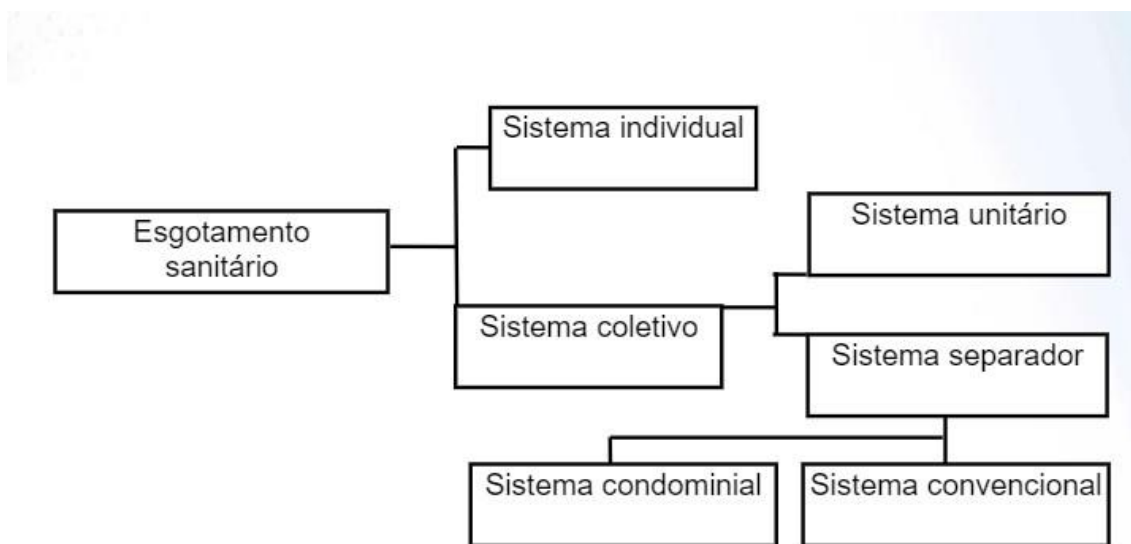 Sistema individual
Sistema unitário
Esgotamento
sanitário
Sistema coletivo
Sistema separador
Sistema condominial
Sistema convencional